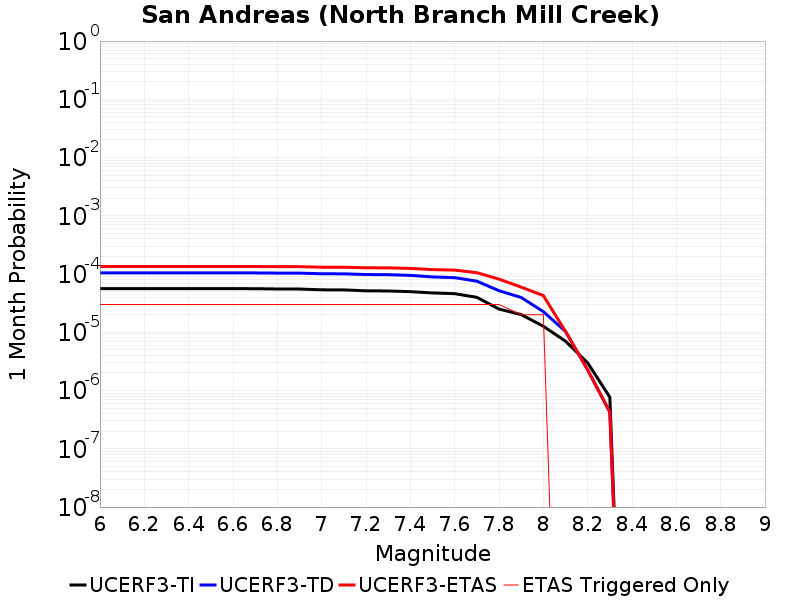 San Andreas (North Branch Mill Creek)
10^0
10^-1
10^-2
10^-3
10^-4
10^-5
10^-6
10^-7
10^-8
1 Month Probability
6 6.2 6.4 6.6 6.8 7 7.2 7.4 7.6 7.8 8 8.2 8.4 8.6 8.8 9
Magnitude
UCERF3-TI UCERF3-TD UCERF3-ETAS ETAS Triggered Only